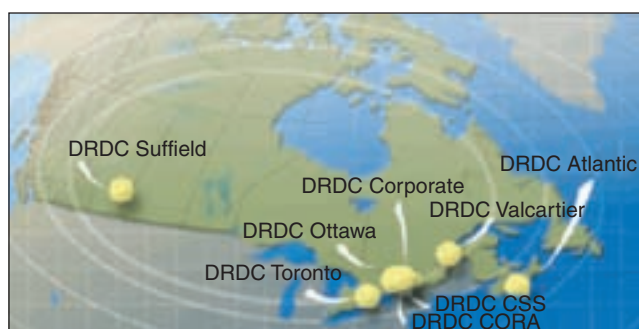 DRDC Suffield
DRDC Atlantic
DRDC Corporate
DRDC Valcartier
DRDC Ottawa
DRDC Toronto
DRDC CSS
DRDC CORA